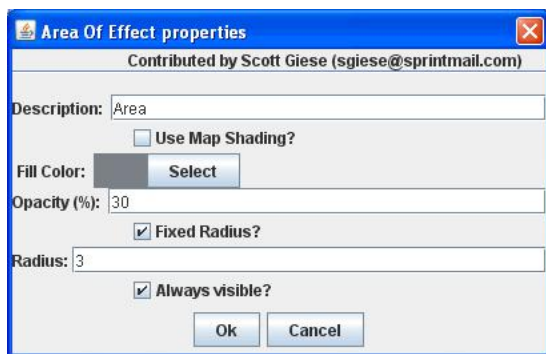 Area Of Effect properties
Contributed by Scott Giese (sgiese@sprintmail.com)
Description: Area
Use Map Shading?
Fill Color: Select
Opacity (%): 30
Fixed Radius?
Radius: 3
Always visible?
Ok Cancel